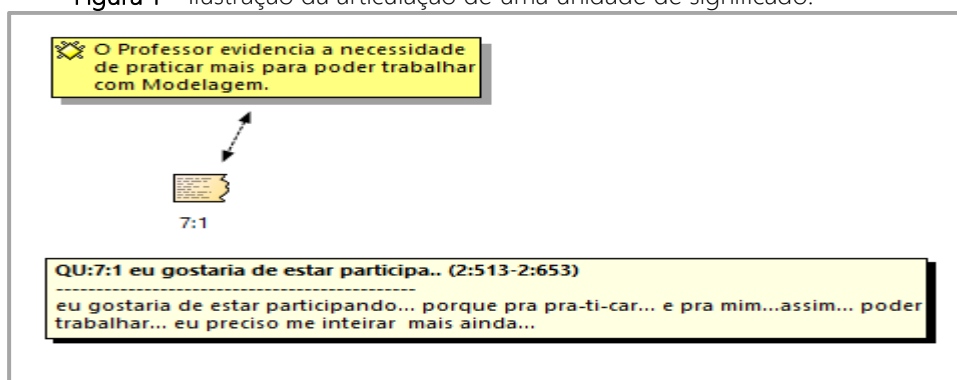 Figura 1 – Ilustração da articulação de uma unidade de significado.
O Professor evidencia a necessidade
de praticar mais para poder trabalhar
com Modelagem.
7:1
QU:7:1 eu gostaria de estar participa.. (2:513-2:653)
--------------------------------------------
eu gostaria de estar participando... porque pra pra-ti-car... e pra mim...assim... poder
trabalhar... eu preciso me inteirar  mais ainda...